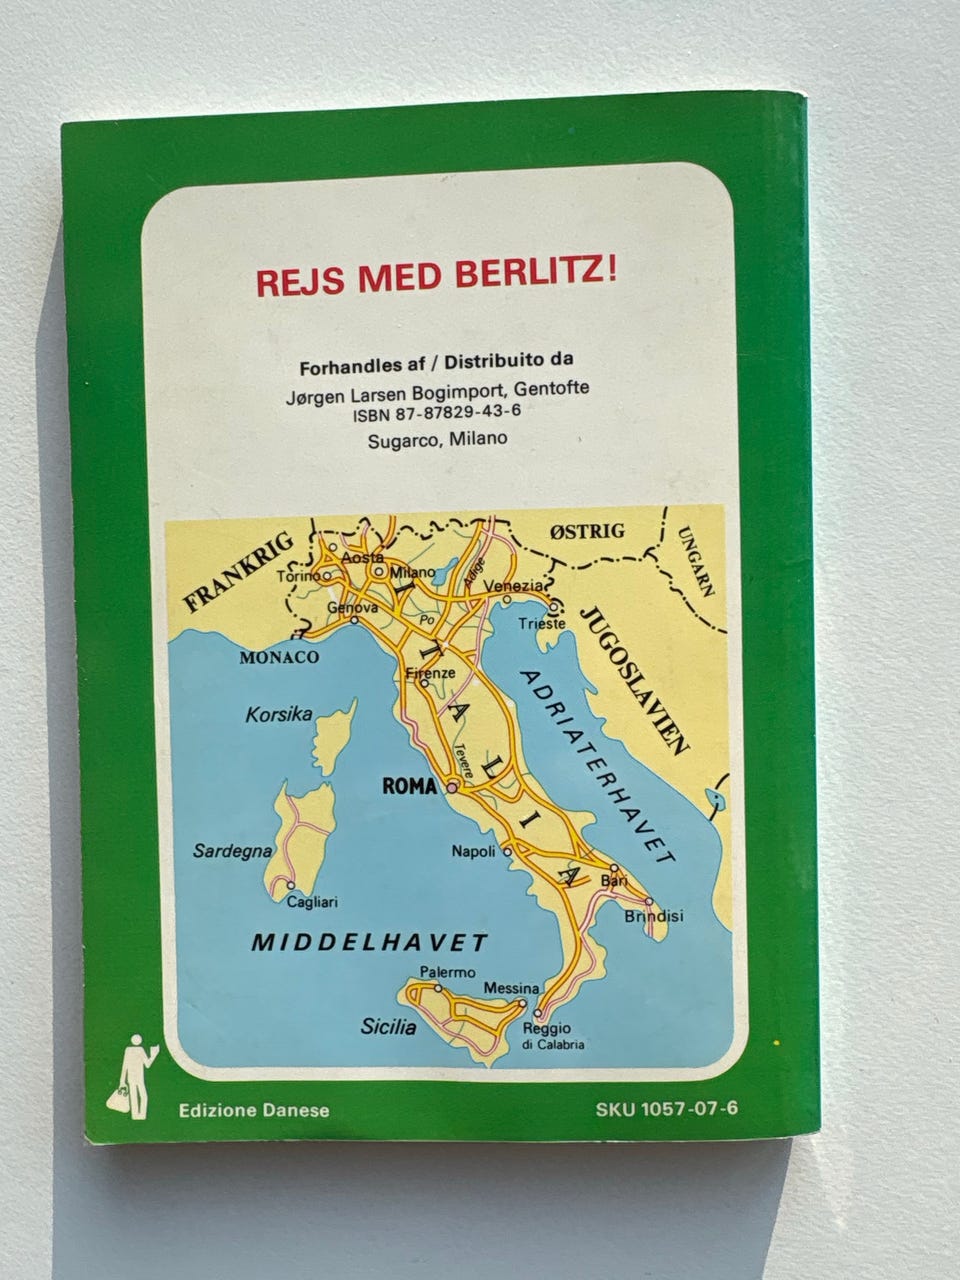 REJS MED BERLITZ!
Forhandles af / Distribuito da
Jørgen Larsen Bogimport, Gentofte
ISBN 87-87829-43-6
Sugarco, Milano
FRANKRIG
ØSTRIG
UNGARN
Aosta
Torino
Milano
Adige
Venezia
Genova
Po
Trieste
MONACO
JUGOSLAVIEN
Firenze
ITALIA
ADRIATERHAVET
Korsika
Tevere
ROMA
Sardegna
Napoli
Bari
Cagliari
Brindisi
MIDDELHAVET
Palermo
Messina
Sicilia
Reggio
di Calabria
Edizione Danese
SKU 1057-07-6